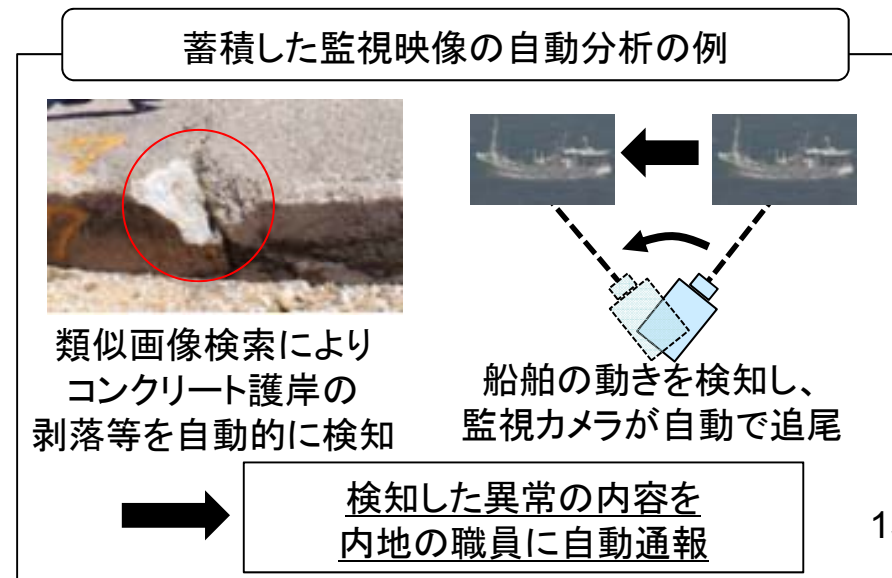 蓄積した監視映像の自動分析の例
類似画像検索により
コンクリート護岸の
剥落等を自動的に検知
船舶の動きを検知し、
監視カメラが自動で追尾
検知した異常の内容を
内地の職員に自動通報